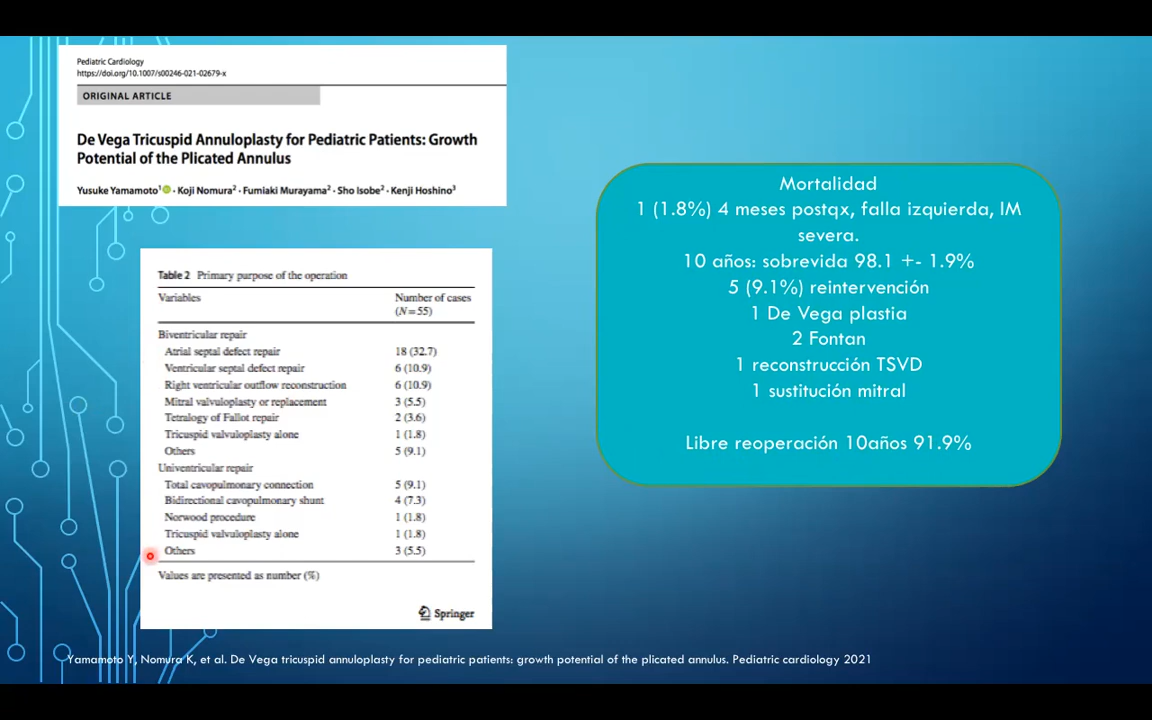 Pediatric Cardiology
https://doi.org/10.1007/s00246-021-02679-x
ORIGINAL ARTICLE
De Vega Tricuspid Annuloplasty for Pediatric Patients: Growth
Potential of the Plicated Annulus
Yusuke Yamamoto1 · Koji Nomura2 · Fumiaki Murayama2 · Sho Isobe2 · Kenji Hoshino3
Table 2 Primary purpose of the operation
Variables Number of cases
(N=55)
Biventricular repair
Atrial septal defect repair 18 (32.7)
Ventricular septal defect repair 6 (10.9)
Right ventricular outflow reconstruction 6 (10.9)
Mitral valvuloplasty or replacement 3 (5.5)
Tetralogy of Fallot repair 2 (3.6)
Tricuspid valvuloplasty alone 1 (1.8)
Others 5 (9.1)
Univentricular repair
Total cavopulmonary connection 5 (9.1)
Bidirectional cavopulmonary shunt 4 (7.3)
Norwood procedure 1 (1.8)
Tricuspid valvuloplasty alone 1 (1.8)
Others 3 (5.5)
Values are presented as number (%)
Springer
Mortalidad
1 (1.8%) 4 meses postqx, falla izquierda, IM
severa.
10 años: sobrevida 98.1 +- 1.9%
5 (9.1%) reintervención
1 De Vega plastia
2 Fontan
1 reconstrucción TSVD
1 sustitución mitral
Libre reoperación 10años 91.9%
Yamamoto Y, Nomura K, et al. De Vega tricuspid annuloplasty for pediatric patients: growth potential of the plicated annulus. Pediatric cardiology 2021